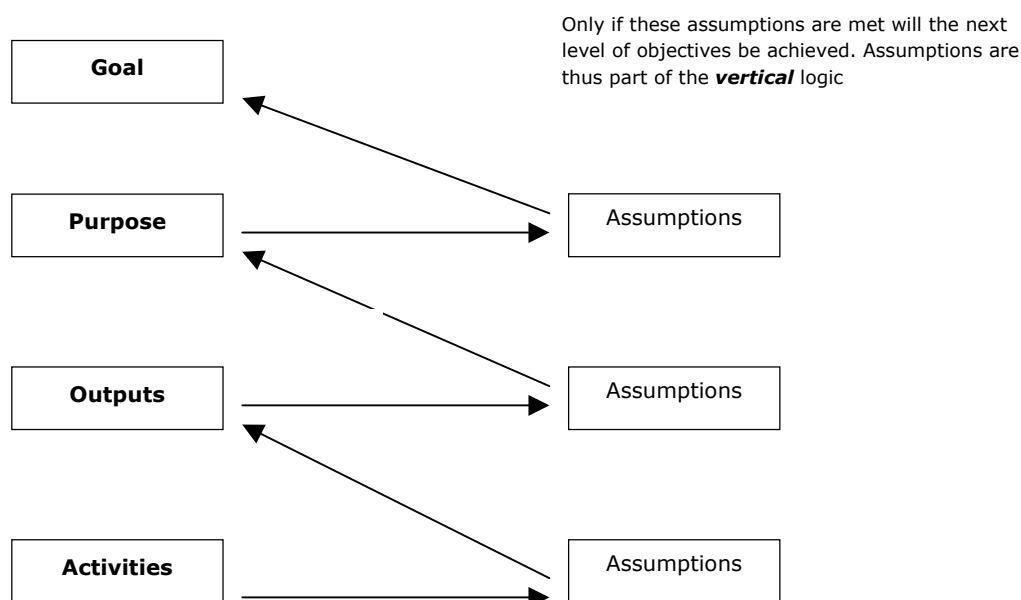 Only if these assumptions are met will the next
level of objectives be achieved. Assumptions are
thus part of the vertical logic
Goal
Purpose
Assumptions
Outputs
Assumptions
Activities
Assumptions